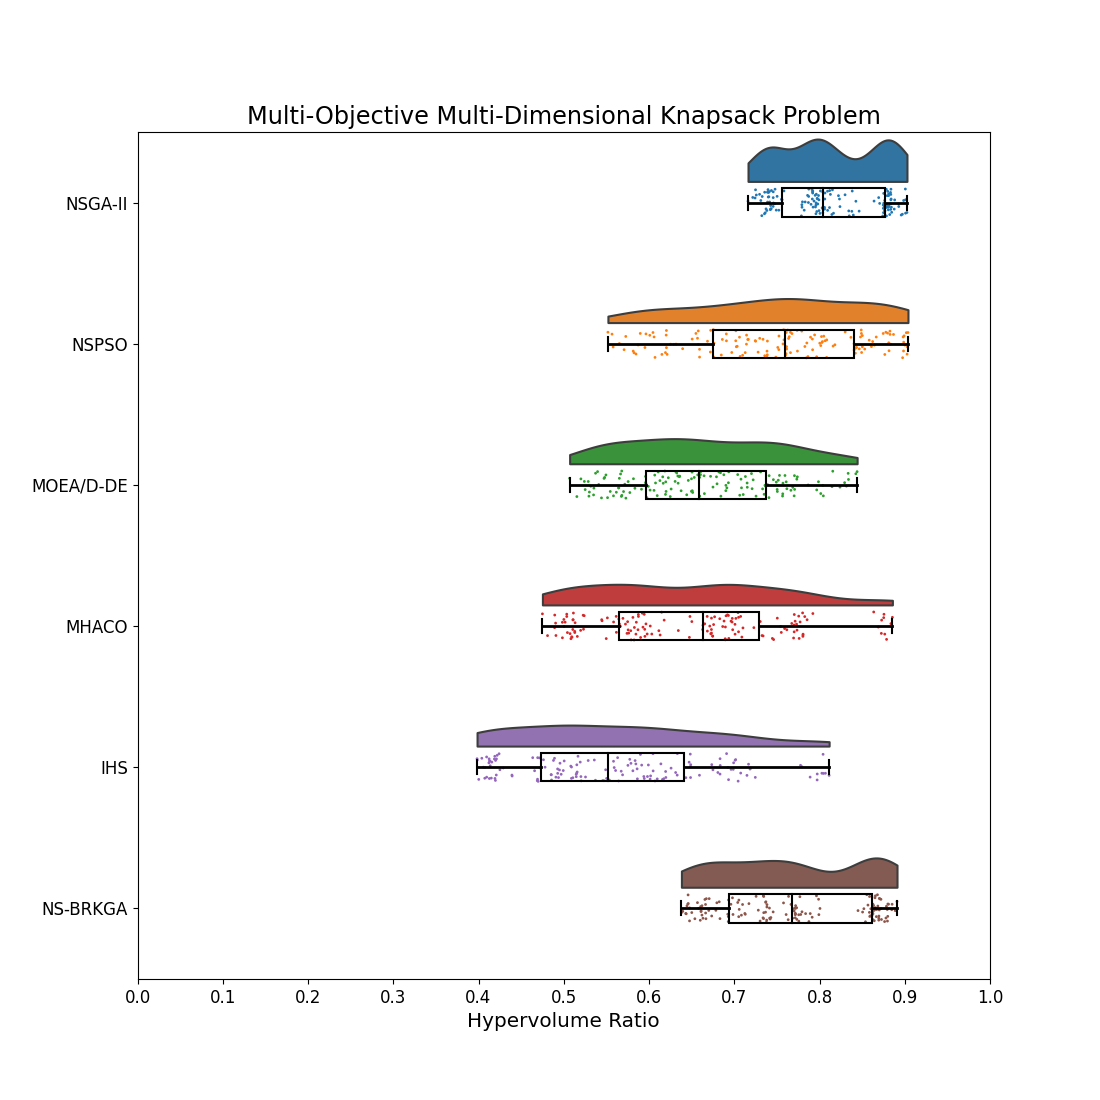 Multi-Objective Multi-Dimensional Knapsack Problem
NSGA-II
NSPSO
MOEA/D-DE
MHACO
IHS
NS-BRKGA
0.0 0.1 0.2 0.3 0.4 0.5 0.6 0.7 0.8 0.9 1.0
Hypervolume Ratio